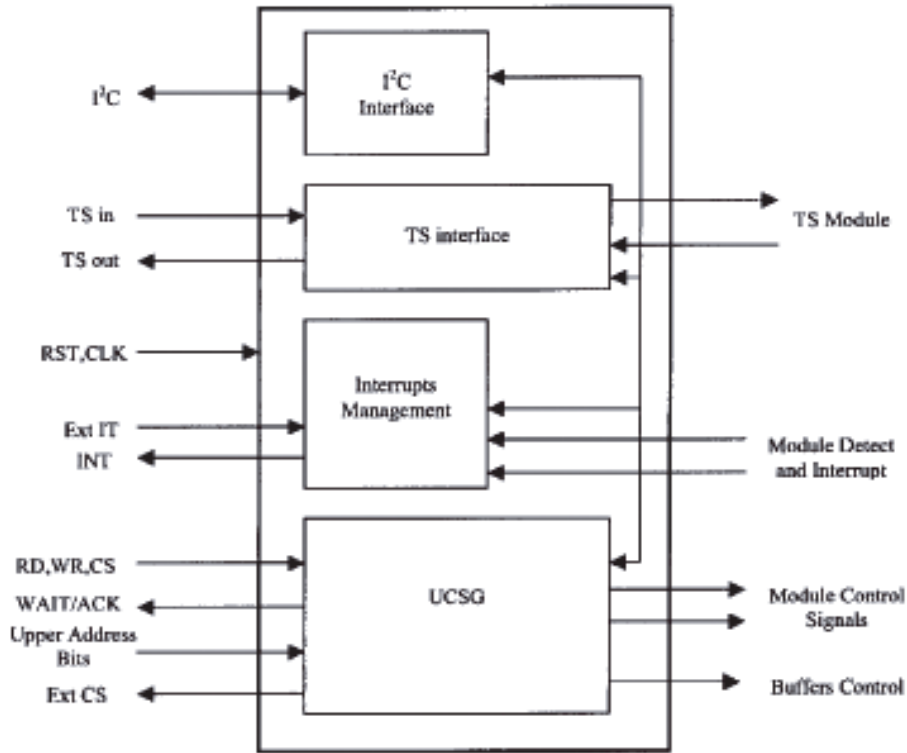 I²C
Interface
I²C
TS in
TS interface
TS Module
TS out
RST,CLK
Interrupts
Management
Ext IT
INT
Module Detect
and Interrupt
RD,WR,CS
UCSG
WAIT/ACK
Module Control
Signals
Upper Address
Bits
Ext CS
Buffers Control